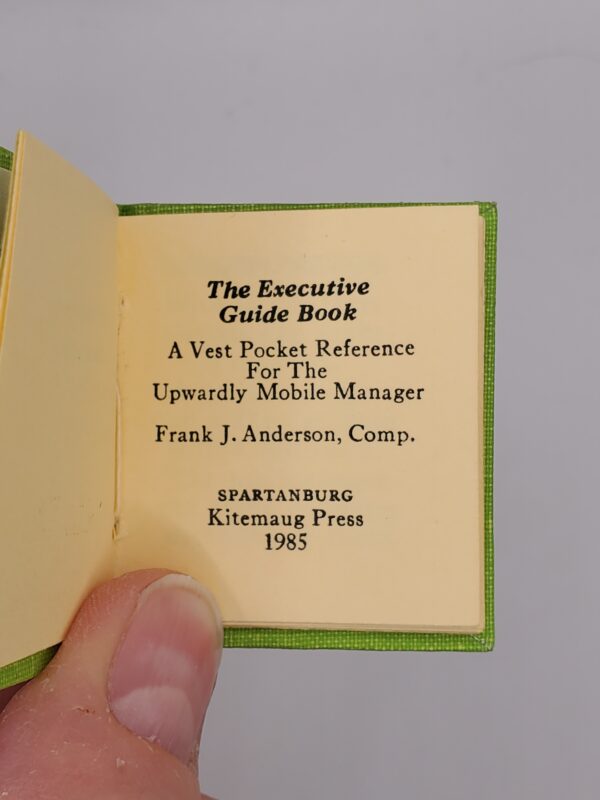 The Executive
Guide Book
A Vest Pocket Reference
For The
Upwardly Mobile Manager
Frank J. Anderson, Comp.
SPARTANBURG
Kitemaug Press
1985